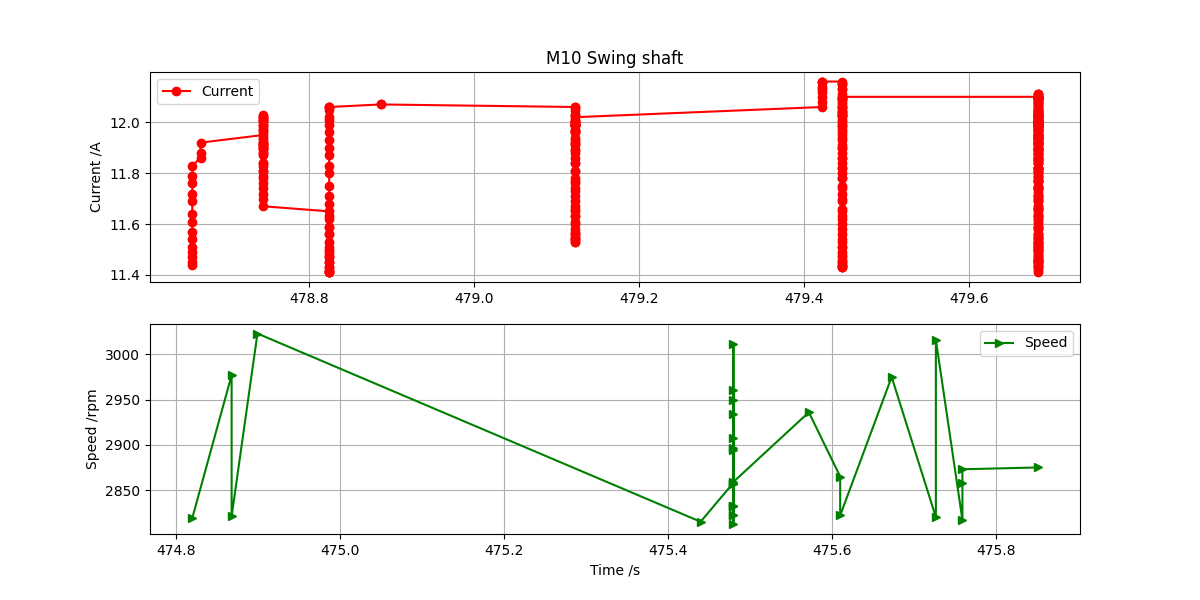 M10 Swing shaft
Current
Current /A
12.0
11.8
11.6
11.4
478.8 479.0 479.2 479.4 479.6
Speed
Speed /rpm
3000
2950
2900
2850
474.8 475.0 475.2 475.4 475.6 475.8
Time /s